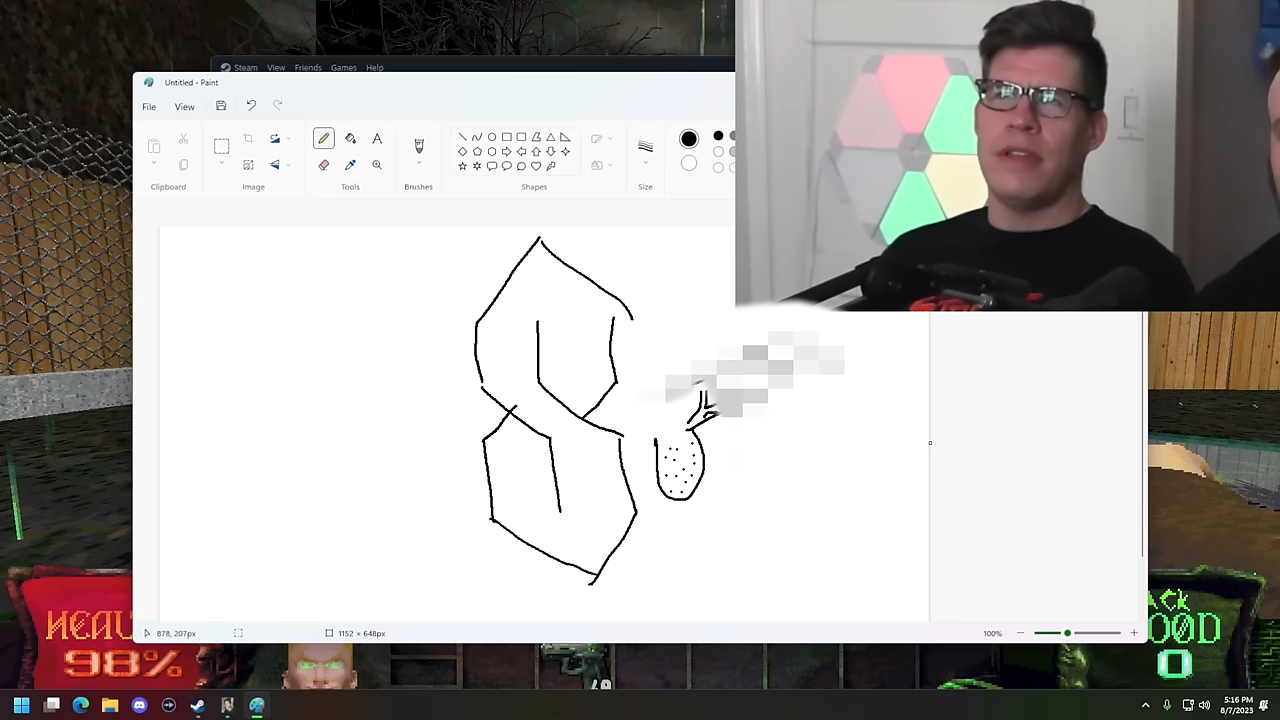 Steam View Friends Games Help
Untitled - Paint
File View
Clipboard Image Tools Brushes Shapes Size
878, 207px 1152 × 648px 100%
98%
0
5:16 PM
8/7/2023